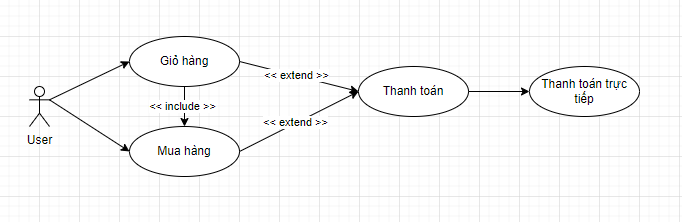 Giỏ hàng
<< extend >>
Thanh toán
Thanh toán trực
tiếp
<< include >>
<< extend >>
User
Mua hàng